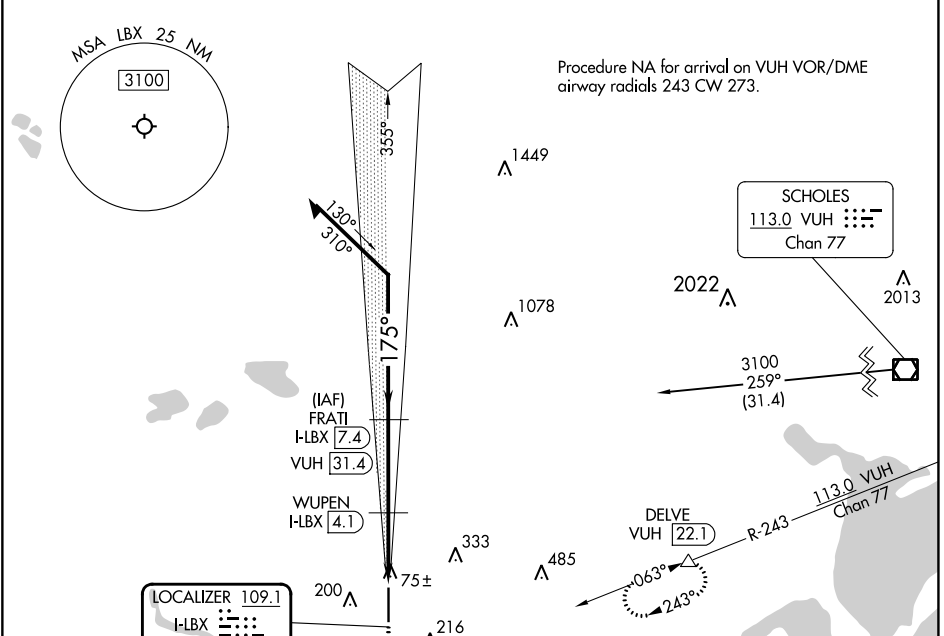 MSA LBX 25 NM
3100
Procedure NA for arrival on VUH VOR/DME
airway radials 243 CW 273.
355°
1449
130°
310°
SCHOLES
113.0 VUH
Chan 77
175°
1078
2022
2013
3100
259°
(31.4)
(IAF)
FRATI
I-LBX 7.4
VUH 31.4
WUPEN
I-LBX 4.1
113.0 VUH
Chan 77
R-243
DELVE
VUH 22.1
063°
243°
333
485
75±
200
216
LOCALIZER 109.1
I-LBX